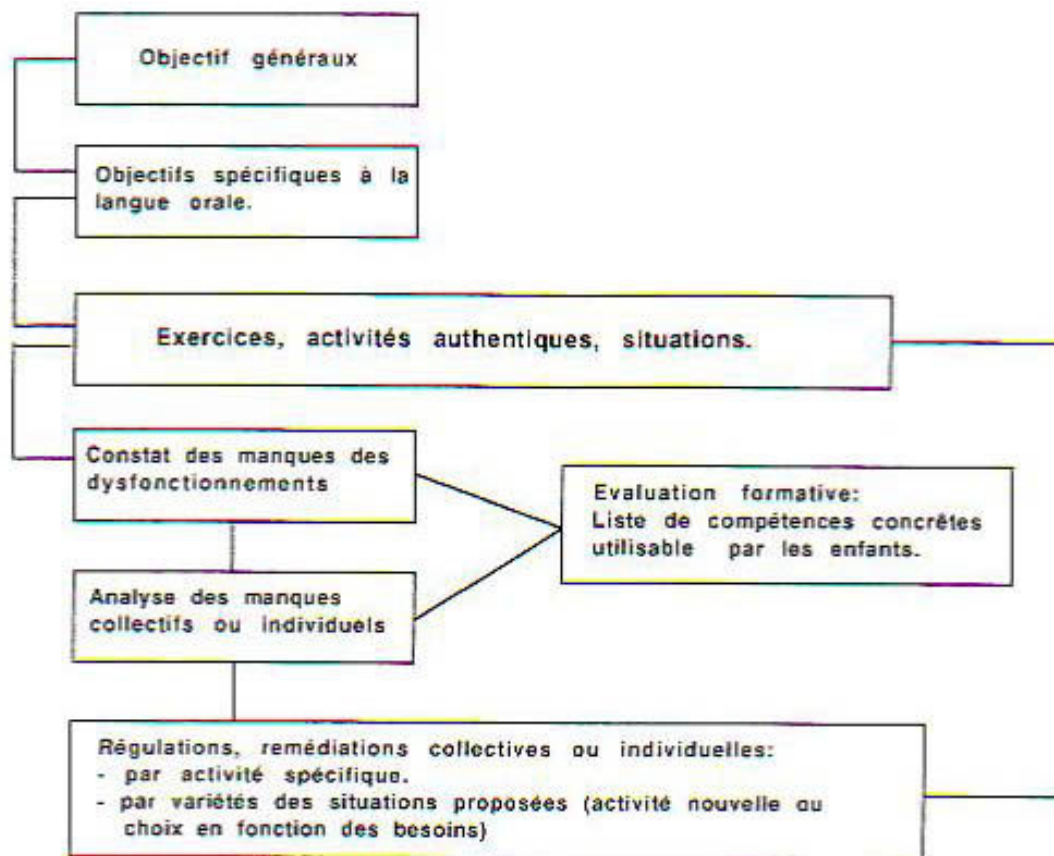 Objectif généraux
Objectifs spécifiques à la
langue orale.
Exercices, activités authentiques, situations.
Constat des manques des
dysfonctionnements
Evaluation formative:
Liste de compétences concrêtes
utilisable par les enfants.
Analyse des manques
collectifs ou individuels
Régulations, remédiations collectives ou individuelles:
- par activité spécifique.
- par variétés des situations proposées (activité nouvelle ou
choix en fonction des besoins)